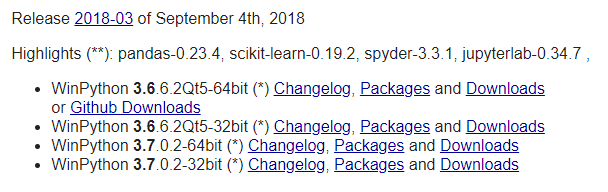 Release 2018-03 of September 4th, 2018
Highlights (**): pandas-0.23.4, scikit-learn-0.19.2, spyder-3.3.1, jupyterlab-0.34.7 ,
• WinPython 3.6.6.2Qt5-64bit (*) Changelog, Packages and Downloads
or Github Downloads
• WinPython 3.6.6.2Qt5-32bit (*) Changelog, Packages and Downloads
• WinPython 3.7.0.2-64bit (*) Changelog, Packages and Downloads
• WinPython 3.7.0.2-32bit (*) Changelog, Packages and Downloads